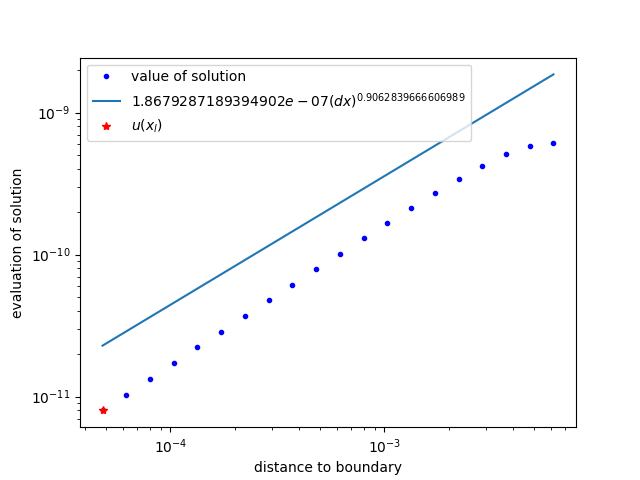 value of solution
1.8679287189394902e − 07(dx)^0.9062839666606989
u(x_l)
10^−9
10^−10
10^−11
evaluation of solution
10^−4
10^−3
distance to boundary